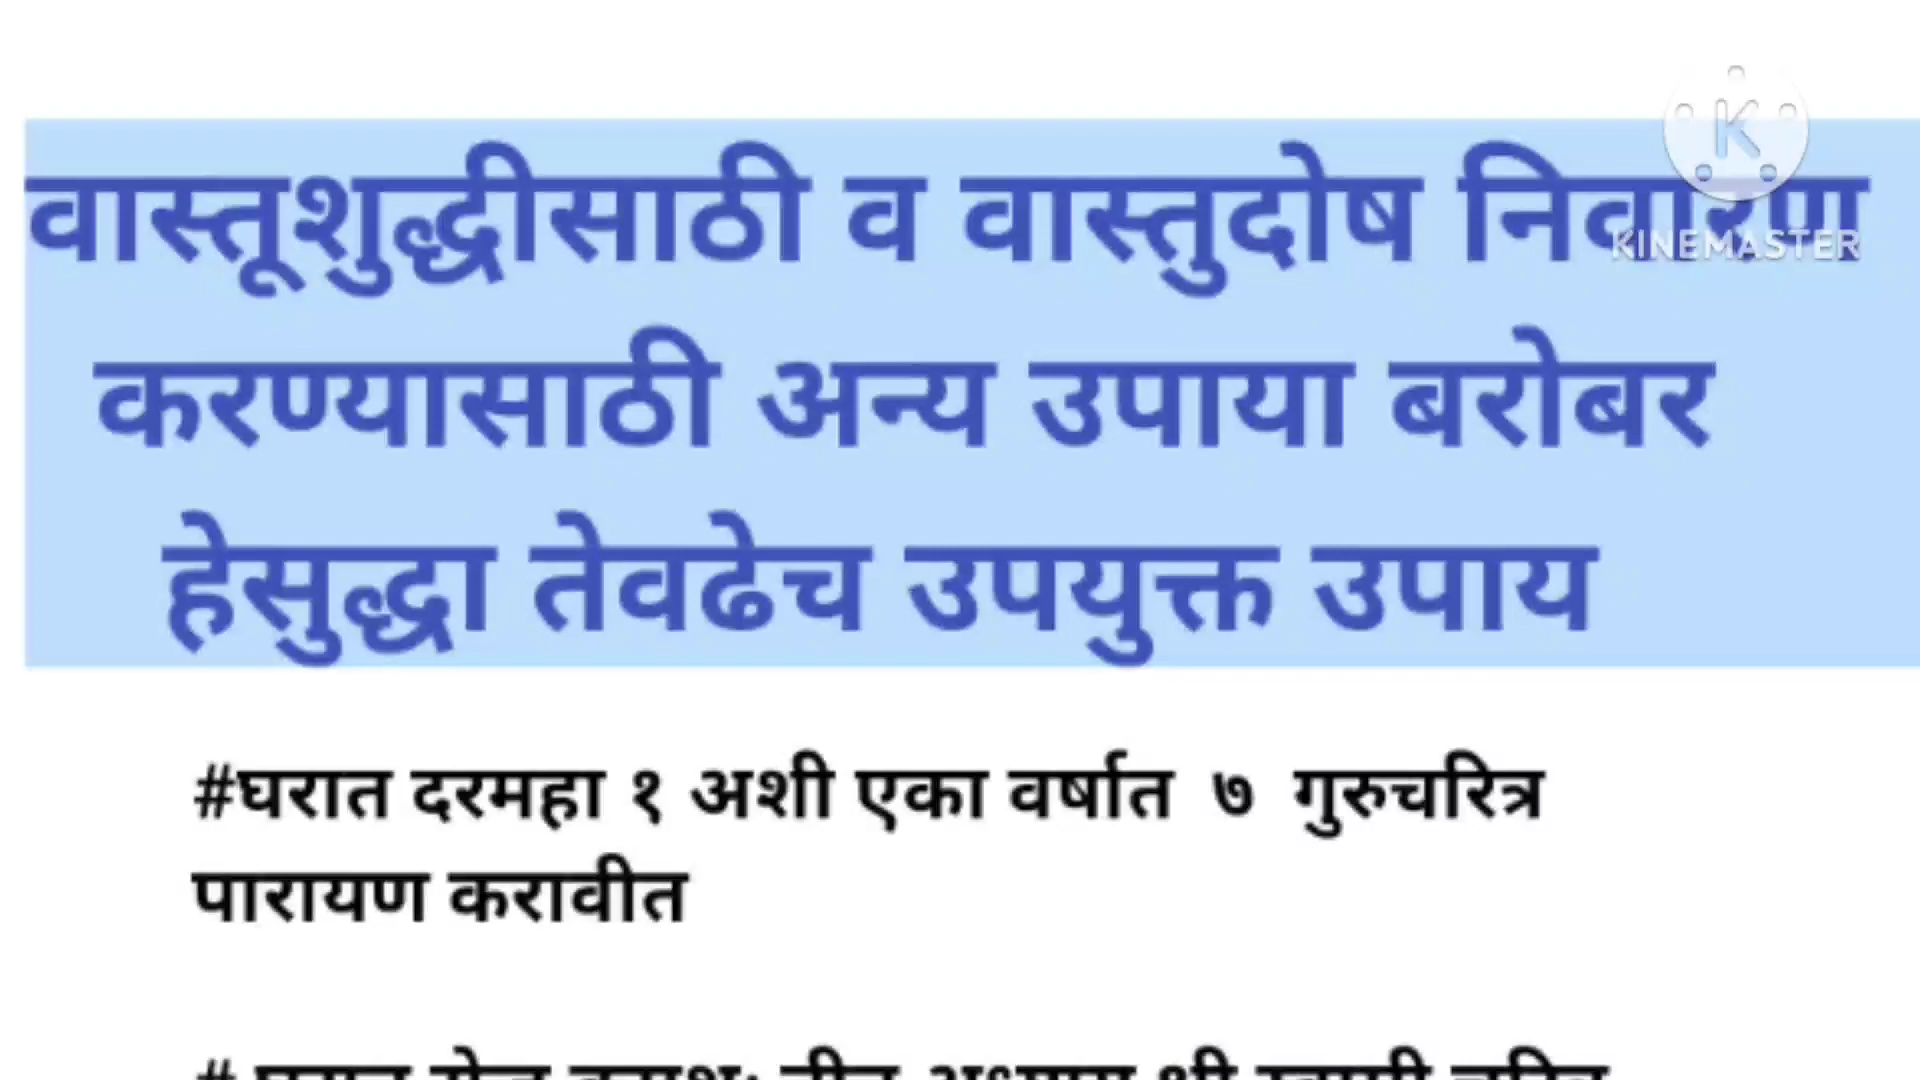 वास्तूशुद्धीसाठी व वास्तुदोष निवारण
करण्यासाठी अन्य उपाया बरोबर
हेसुद्धा तेवढेच उपयुक्त उपाय
#घरात दरमहा १ अशी एका वर्षात ७ गुरुचरित्र
पारायण करावीत
K
KINEMASTER